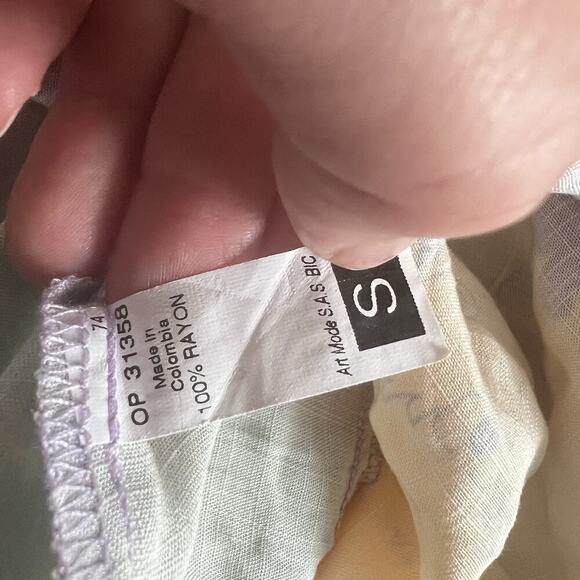 74
OP 31358
Made in
Colombia
100% RAYON
Art Mode S.A.S BIC
S